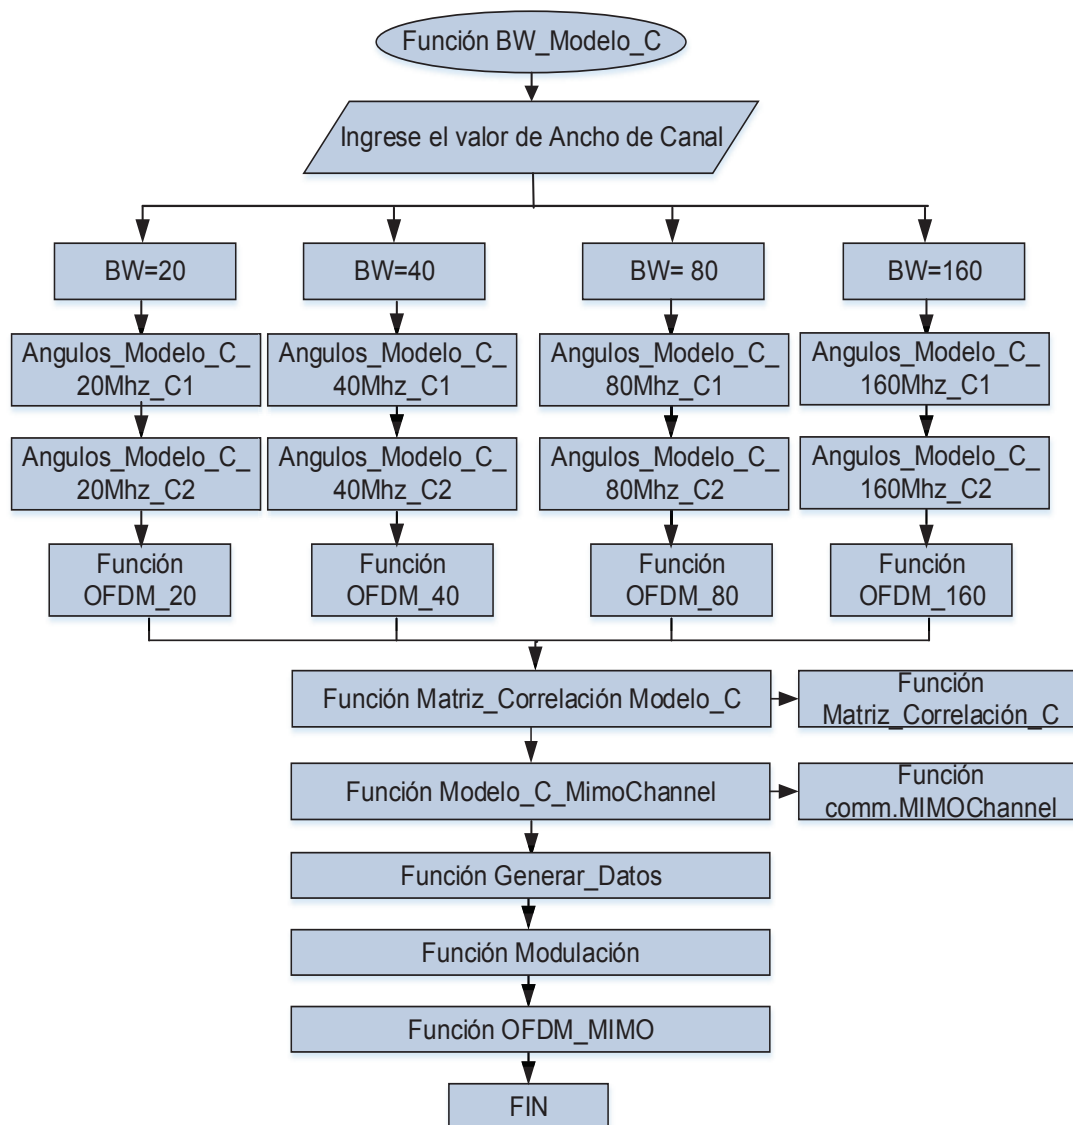 Función BW_Modelo_C
Ingrese el valor de Ancho de Canal
BW=20
BW=40
BW= 80
BW=160
Angulos_Modelo_C_
20Mhz_C1
Angulos_Modelo_C_
40Mhz_C1
Angulos_Modelo_C_
80Mhz_C1
Angulos_Modelo_C_
160Mhz_C1
Angulos_Modelo_C_
20Mhz_C2
Angulos_Modelo_C_
40Mhz_C2
Angulos_Modelo_C_
80Mhz_C2
Angulos_Modelo_C_
160Mhz_C2
Función
OFDM_20
Función
OFDM_40
Función
OFDM_80
Función
OFDM_160
Función Matriz_Correlación Modelo_C
Función
Matriz_Correlación_C
Función Modelo_C_MimoChannel
Función
comm.MIMOChannel
Función Generar_Datos
Función Modulación
Función OFDM_MIMO
FIN